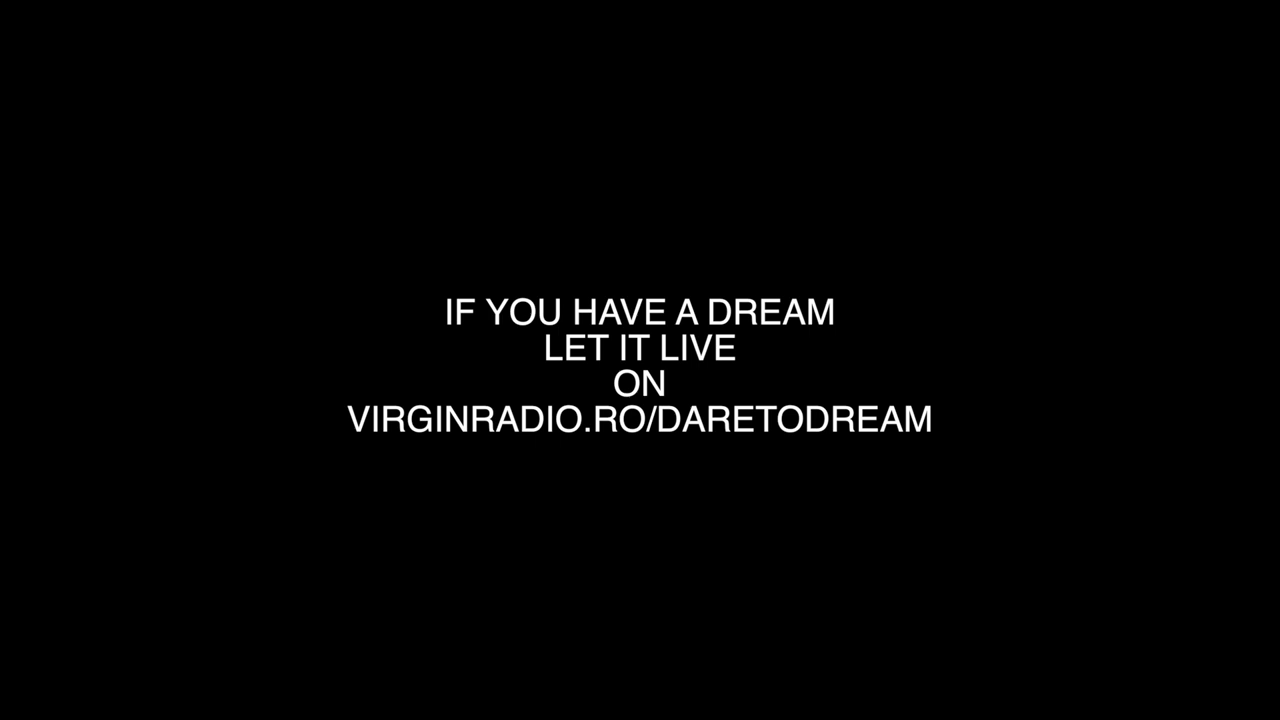 IF YOU HAVE A DREAM
LET IT LIVE
ON
VIRGINRADIO.RO/DARETODREAM